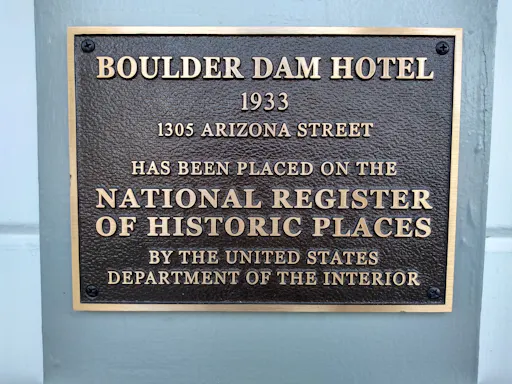 BOULDER DAM HOTEL
1933
1305 ARIZONA STREET
HAS BEEN PLACED ON THE
NATIONAL REGISTER
OF HISTORIC PLACES
BY THE UNITED STATES
DEPARTMENT OF THE INTERIOR